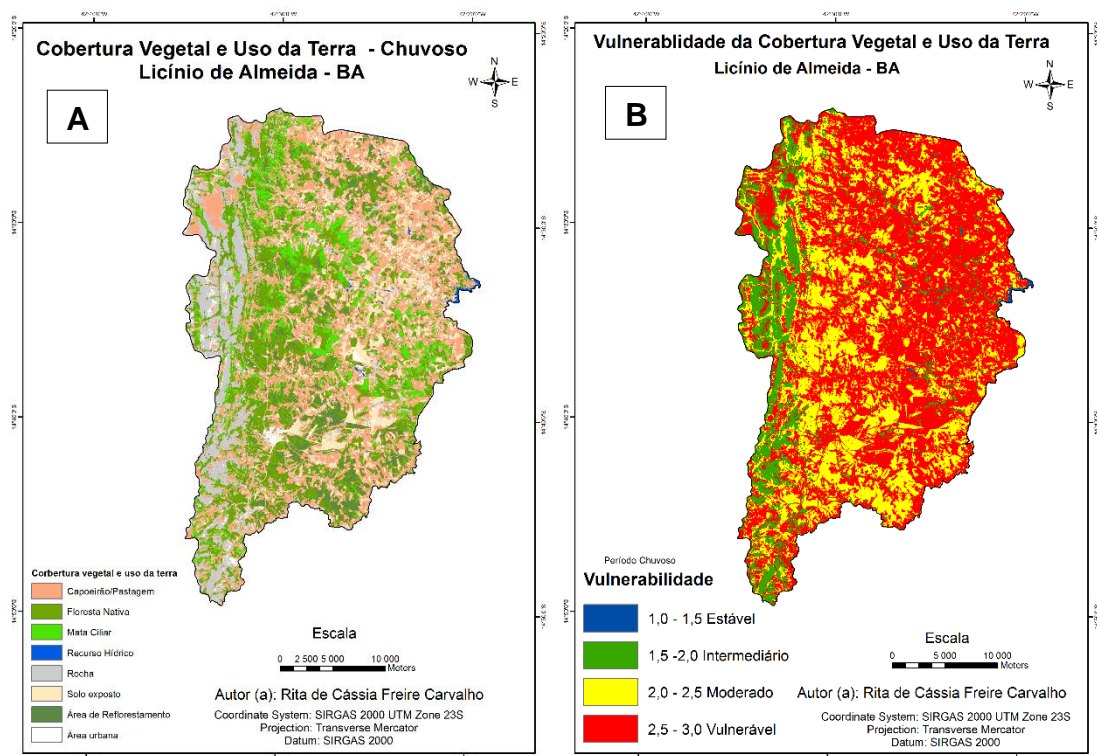 Cobertura Vegetal e Uso da Terra - Chuvoso
Licínio de Almeida - BA
N
W E
S
A
Corbertura vegetal e uso da terra
Capoeirão/Pastagem
Floresta Nativa
Mata Ciliar
Recurso Hídrico
Rocha
Solo exposto
Área de Reflorestamento
Área urbana
Escala
0 2 500 5 000 10 000
Meters
Autor (a): Rita de Cássia Freire Carvalho
Coordinate System: SIRGAS 2000 UTM Zone 23S
Projection: Transverse Mercator
Datum: SIRGAS 2000
Vulnerablidade da Cobertura Vegetal e Uso da Terra
Licínio de Almeida - BA
N
W E
S
B
Período Chuvoso
Vulnerabilidade
1,0 - 1,5 Estável
1,5 -2,0 Intermediário
2,0 - 2,5 Moderado
2,5 - 3,0 Vulnerável
Escala
0 5 000 10 000
Meters
Autor (a): Rita de Cássia Freire Carvalho
Coordinate System: SIRGAS 2000 UTM Zone 23S
Projection: Transverse Mercator
Datum: SIRGAS 2000